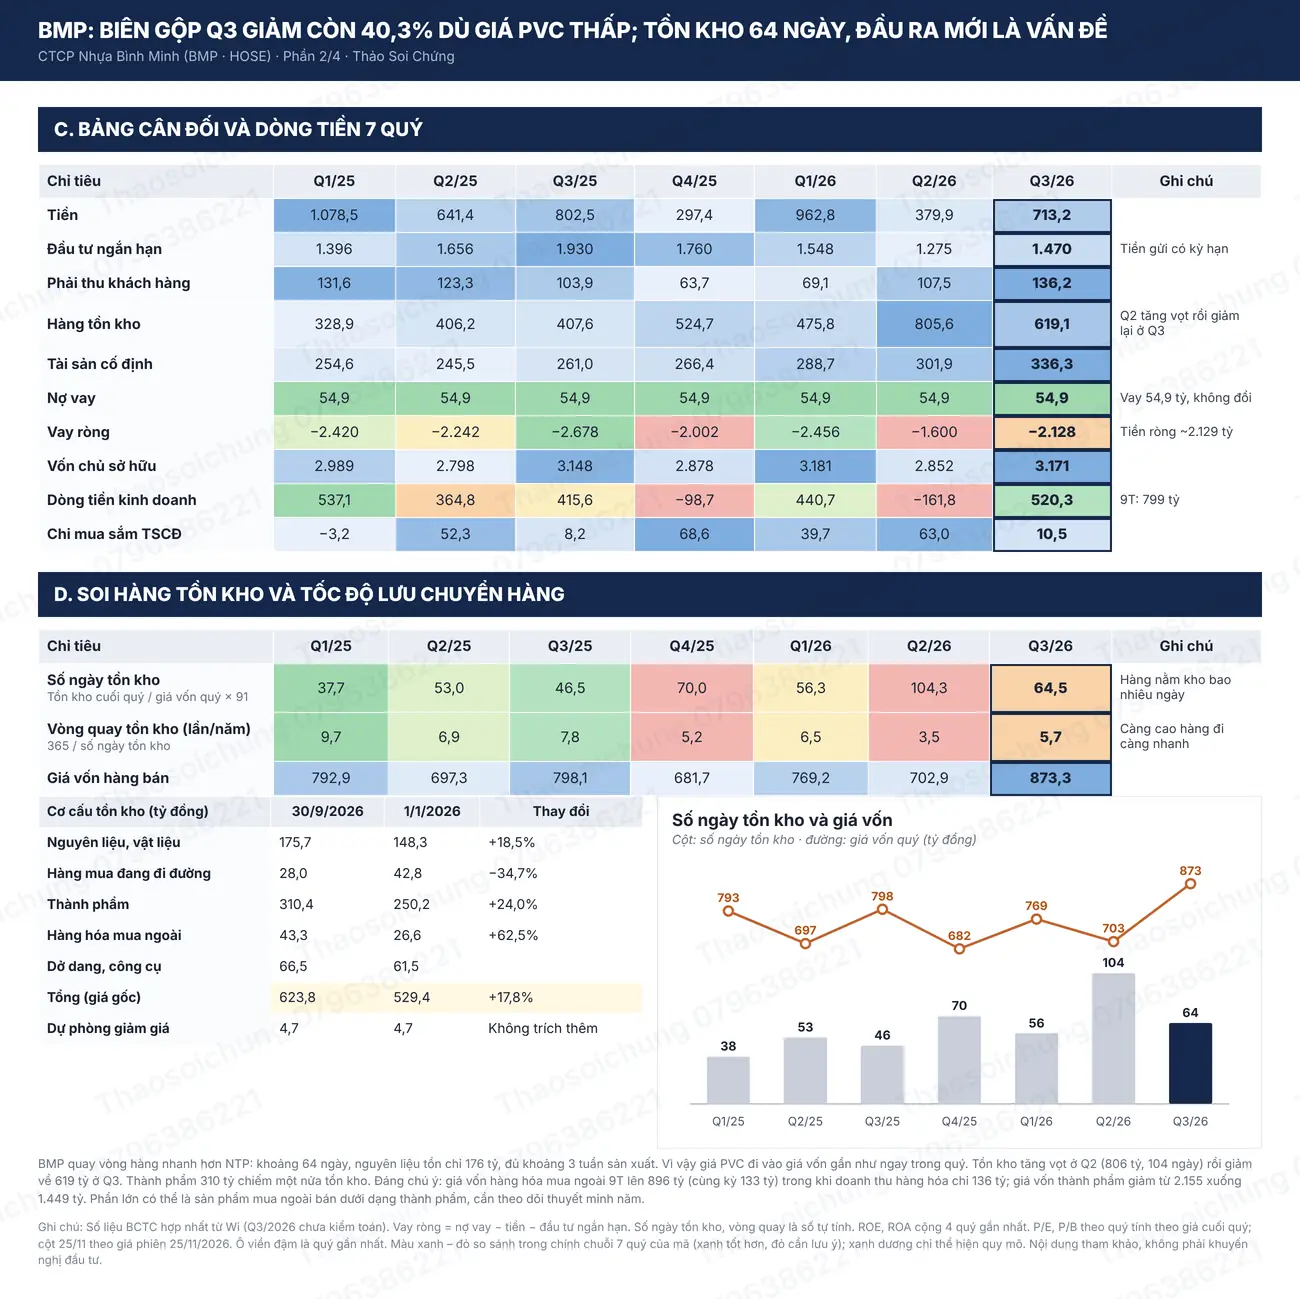 BMP: BIÊN GỘP Q3 GIẢM CÒN 40,3% DÙ GIÁ PVC THẤP; TỒN KHO 64 NGÀY, ĐẦU RA MỚI LÀ VẤN ĐỀ
CTCP Nhựa Bình Minh (BMP · HOSE) · Phần 2/4 · Thảo Soi Chứng
C. BẢNG CÂN ĐỐI VÀ DÒNG TIỀN 7 QUÝ
Chỉ tiêu Q1/25 Q2/25 Q3/25 Q4/25 Q1/26 Q2/26 Q3/26 Ghi chú
Tiền 1.078,5 641,4 802,5 297,4 962,8 379,9 713,2
Đầu tư ngắn hạn 1.396 1.656 1.930 1.760 1.548 1.275 1.470 Tiền gửi có kỳ hạn
Phải thu khách hàng 131,6 123,3 103,9 63,7 69,1 107,5 136,2
Hàng tồn kho 328,9 406,2 407,6 524,7 475,8 805,6 619,1 Q2 tăng vọt rồi giảm
lại ở Q3
Tài sản cố định 254,6 245,5 261,0 266,4 288,7 301,9 336,3
Nợ vay 54,9 54,9 54,9 54,9 54,9 54,9 54,9 Vay 54,9 tỷ, không đổi
Vay ròng −2.420 −2.242 −2.678 −2.002 −2.456 −1.600 −2.128 Tiền ròng ~2.129 tỷ
Vốn chủ sở hữu 2.989 2.798 3.148 2.878 3.181 2.852 3.171
Dòng tiền kinh doanh 537,1 364,8 415,6 −98,7 440,7 −161,8 520,3 9T: 799 tỷ
Chi mua sắm TSCĐ −3,2 52,3 8,2 68,6 39,7 63,0 10,5
D. SOI HÀNG TỒN KHO VÀ TỐC ĐỘ LƯU CHUYỂN HÀNG
Chỉ tiêu Q1/25 Q2/25 Q3/25 Q4/25 Q1/26 Q2/26 Q3/26 Ghi chú
Số ngày tồn kho 37,7 53,0 46,5 70,0 56,3 104,3 64,5 Hàng nằm kho bao
Tồn kho cuối quý / giá vốn quý × 91 nhiêu ngày
Vòng quay tồn kho (lần/năm) 9,7 6,9 7,8 5,2 6,5 3,5 5,7 Càng cao hàng đi
365 / số ngày tồn kho càng nhanh
Giá vốn hàng bán 792,9 697,3 798,1 681,7 769,2 702,9 873,3
Cơ cấu tồn kho (tỷ đồng) 30/9/2026 1/1/2026 Thay đổi
Nguyên liệu, vật liệu 175,7 148,3 +18,5%
Hàng mua đang đi đường 28,0 42,8 −34,7%
Thành phẩm 310,4 250,2 +24,0%
Hàng hóa mua ngoài 43,3 26,6 +62,5%
Dở dang, công cụ 66,5 61,5
Tổng (giá gốc) 623,8 529,4 +17,8%
Dự phòng giảm giá 4,7 4,7 Không trích thêm
Số ngày tồn kho và giá vốn
Cột: số ngày tồn kho · đường: giá vốn quý (tỷ đồng)
793 697 798 682 769 703 873
38 53 46 70 56 104 64
Q1/25 Q2/25 Q3/25 Q4/25 Q1/26 Q2/26 Q3/26
BMP quay vòng hàng nhanh hơn NTP: khoảng 64 ngày, nguyên liệu tồn chỉ 176 tỷ, đủ khoảng 3 tuần sản xuất. Vì vậy giá PVC đi vào giá vốn gần như ngay trong quý. Tồn kho tăng vọt ở Q2 (806 tỷ, 104 ngày) rồi giảm
về 619 tỷ ở Q3. Thành phẩm 310 tỷ chiếm một nửa tồn kho. Đáng chú ý: giá vốn hàng hóa mua ngoài 9T lên 896 tỷ (cùng kỳ 133 tỷ) trong khi doanh thu hàng hóa chỉ 136 tỷ; giá vốn thành phẩm giảm từ 2.155 xuống
1.449 tỷ. Phần lớn có thể là sản phẩm mua ngoài bán dưới dạng thành phẩm, cần theo dõi thuyết minh năm.
Ghi chú: Số liệu BCTC hợp nhất từ Wi (Q3/2026 chưa kiểm toán). Vay ròng = nợ vay − tiền − đầu tư ngắn hạn. Số ngày tồn kho, vòng quay là số tự tính. ROE, ROA cộng 4 quý gần nhất. P/E, P/B theo quý tính theo giá cuối quý;
cột 25/11 theo giá phiên 25/11/2026. Ô viền đậm là quý gần nhất. Màu xanh – đỏ so sánh trong chính chuỗi 7 quý của mã (xanh tốt hơn, đỏ cần lưu ý); xanh dương chỉ thể hiện quy mô. Nội dung tham khảo, không phải khuyến
nghị đầu tư.
Thaosoichung 0796386221